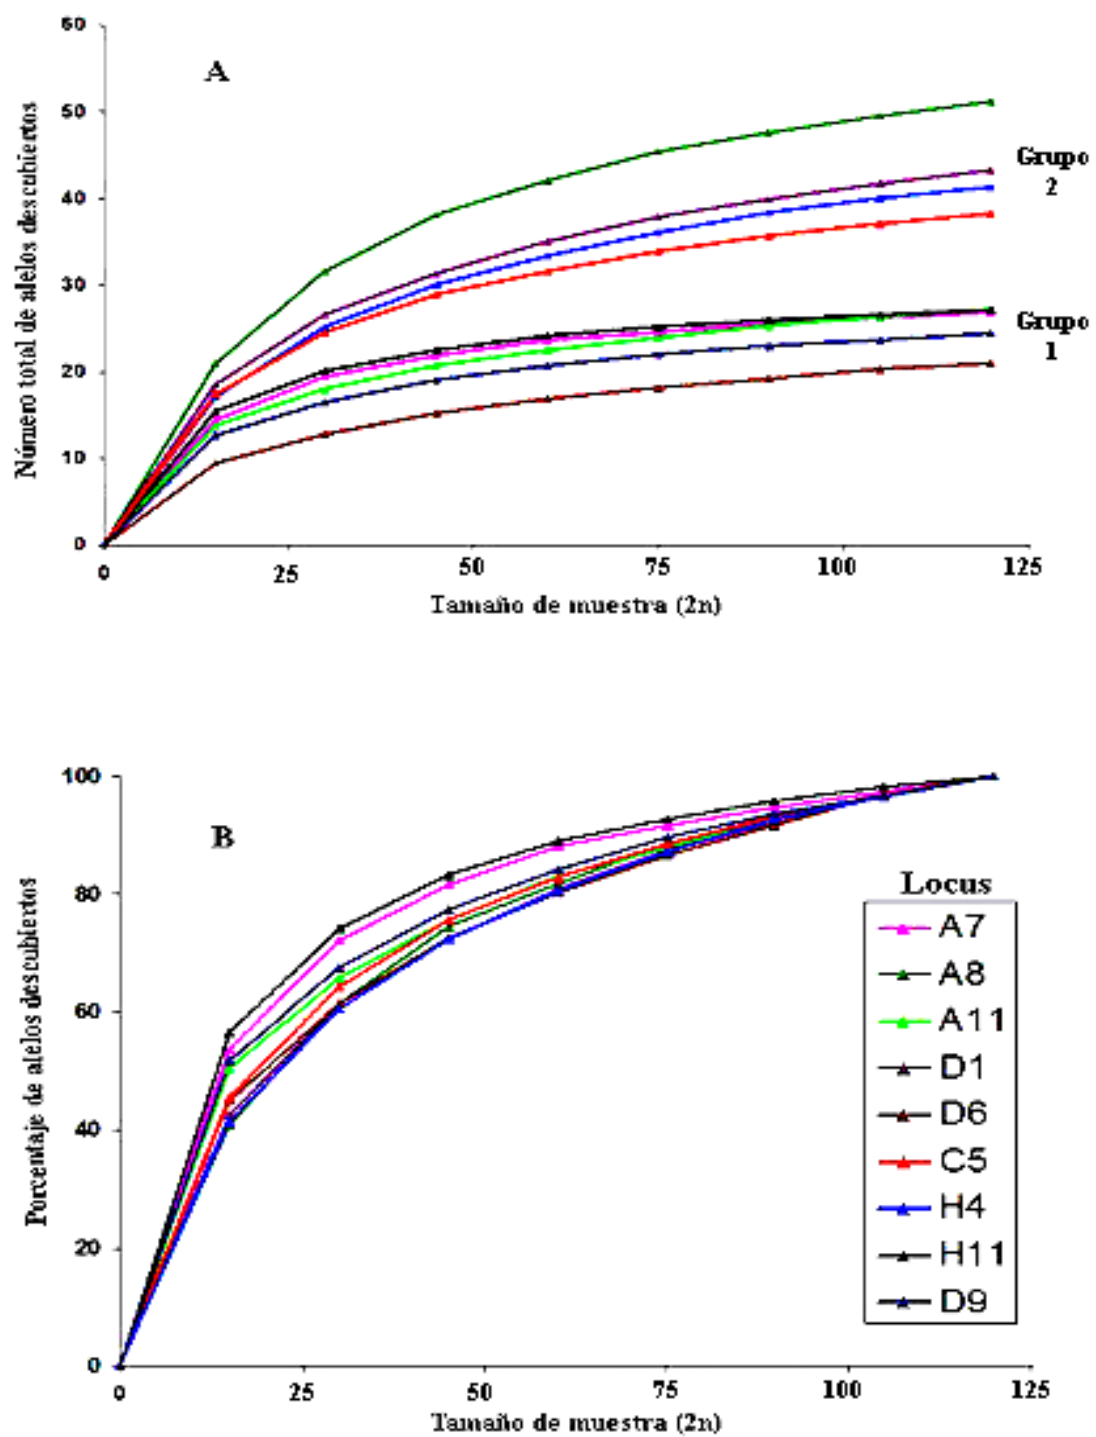 60
A
50
Grupo
2
40
30
Grupo
1
20
10
0
Número total de alelos descubiertos
0
25
50
75
100
125
Tamaño de muestra (2n)
100
B
80
60
40
20
0
Porcentaje de alelos descubiertos
Locus
A7
A8
A11
D1
D6
C5
H4
H11
D9
0
25
50
75
100
125
Tamaño de muestra (2n)